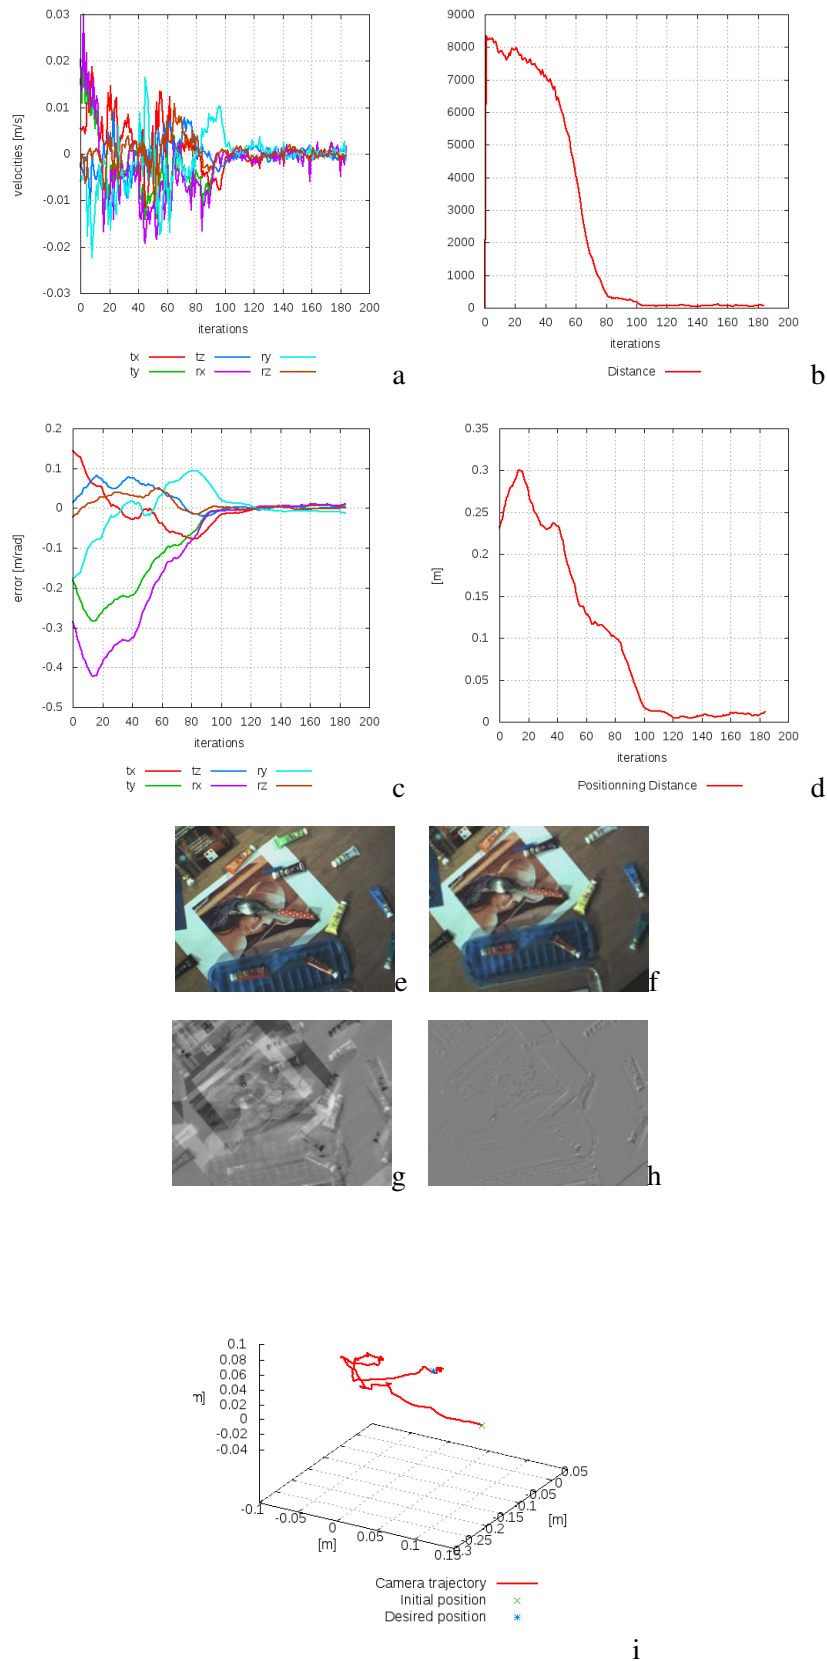 0.03
0.02
0.01
0
-0.01
-0.02
-0.03
velocities [m/s]
0 20 40 60 80 100 120 140 160 180 200
iterations
tx tz ry
ty rx rz
a
9000
8000
7000
6000
5000
4000
3000
2000
1000
0
0 20 40 60 80 100 120 140 160 180 200
iterations
Distance
b
0.2
0.1
0
-0.1
-0.2
-0.3
-0.4
-0.5
error [m/rad]
0 20 40 60 80 100 120 140 160 180 200
iterations
tx tz ry
ty rx rz
c
0.35
0.3
0.25
0.2
0.15
0.1
0.05
0
[m]
0 20 40 60 80 100 120 140 160 180 200
iterations
Positionning Distance
d
e
f
g
h
0.1
0.08
0.06
0.04
0.02
0
-0.02
-0.04
m]
-0.1
-0.05
0
0.05
0.1
0.15
[m]
0.05
0
-0.05
-0.1
-0.15
-0.2
-0.25
-0.3
[m]
Camera trajectory
Initial position
Desired position
i